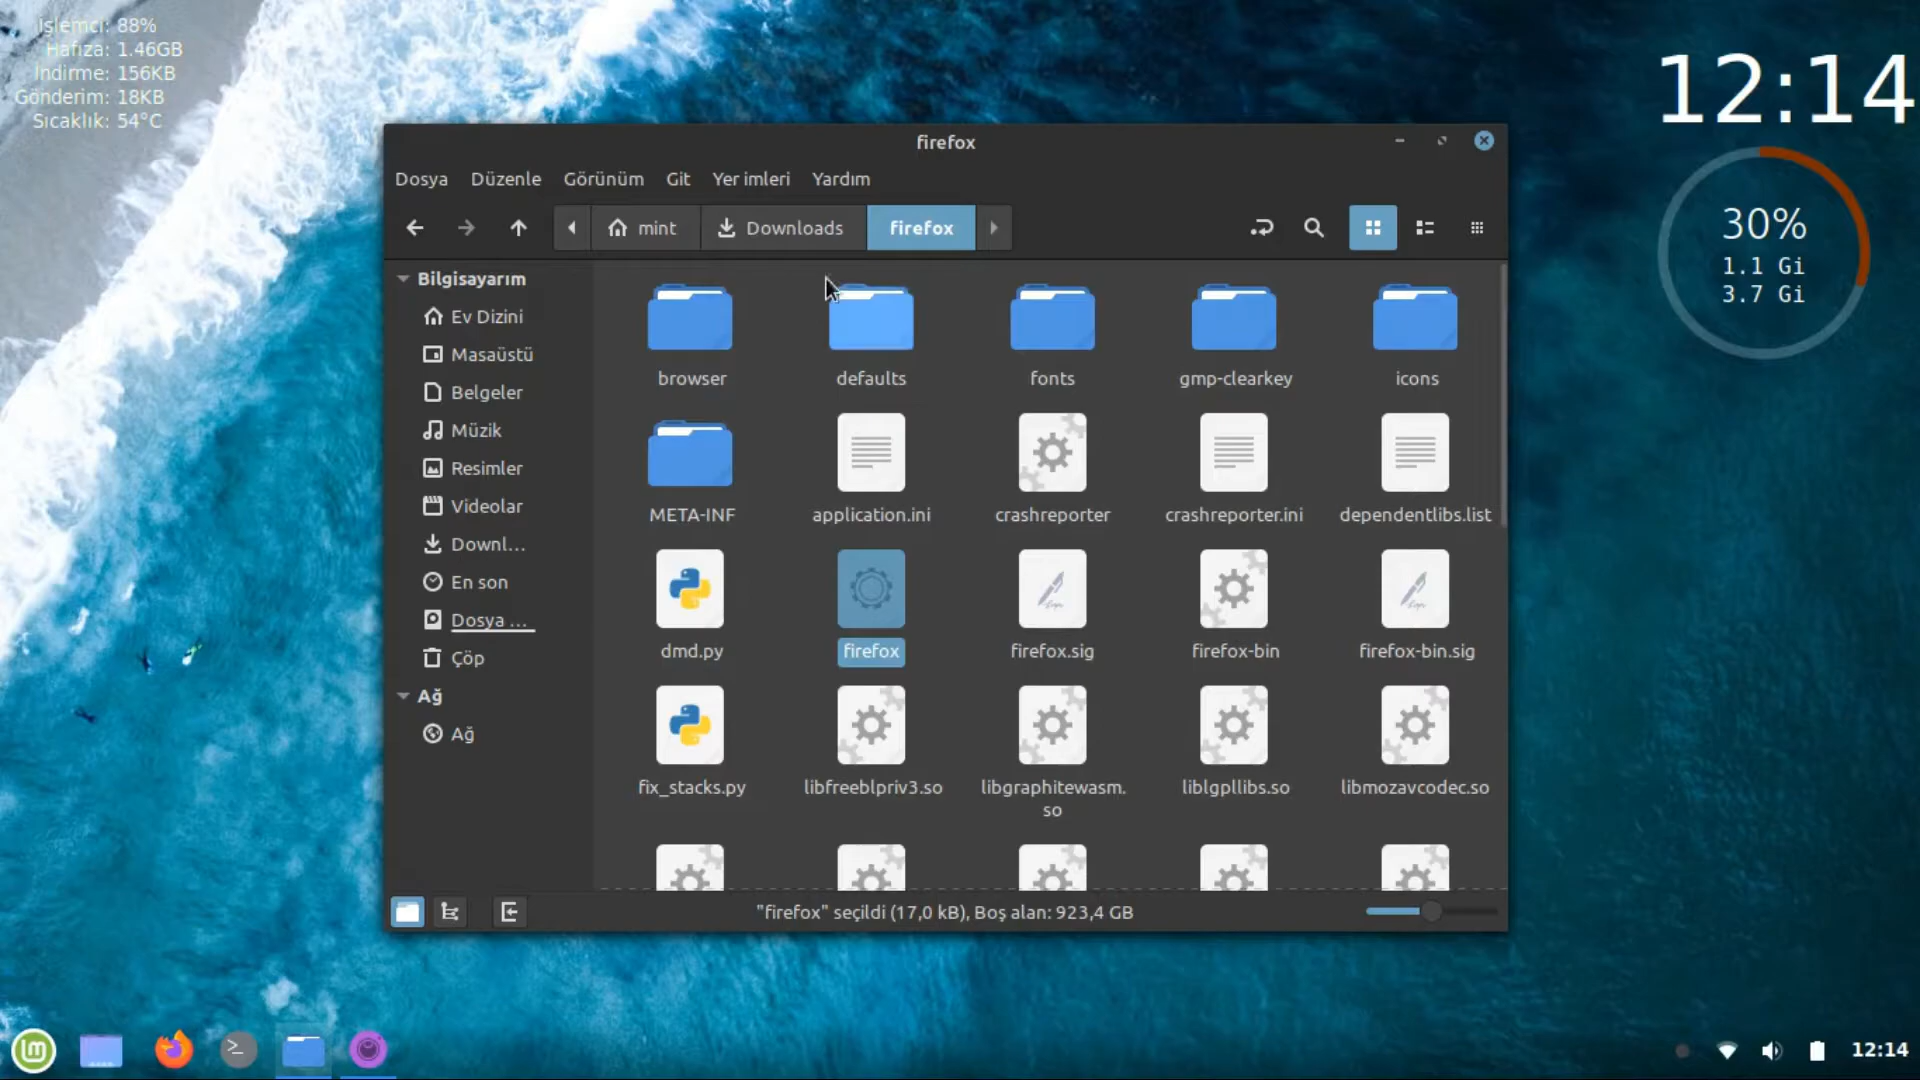 İşlemci: 88%
Hafıza: 1.46GB
İndirme: 156KB
Gönderim: 18KB
Sıcaklık: 54°C
12:14
30%
1.1 Gi
3.7 Gi
firefox
Dosya Düzenle Görünüm Git Yer imleri Yardım
mint Downloads firefox
Bilgisayarım
Ev Dizini
Masaüstü
Belgeler
Müzik
Resimler
Videolar
Downl...
En son
Dosya ...
Çöp
Ağ
Ağ
browser defaults fonts gmp-clearkey icons
META-INF application.ini crashreporter crashreporter.ini dependentlibs.list
dmd.py firefox firefox.sig firefox-bin firefox-bin.sig
fix_stacks.py libfreeblpriv3.so libgraphitewasm. liblgpllibs.so libmozavcodec.so
so
"firefox" seçildi (17,0 kB), Boş alan: 923,4 GB
12:14